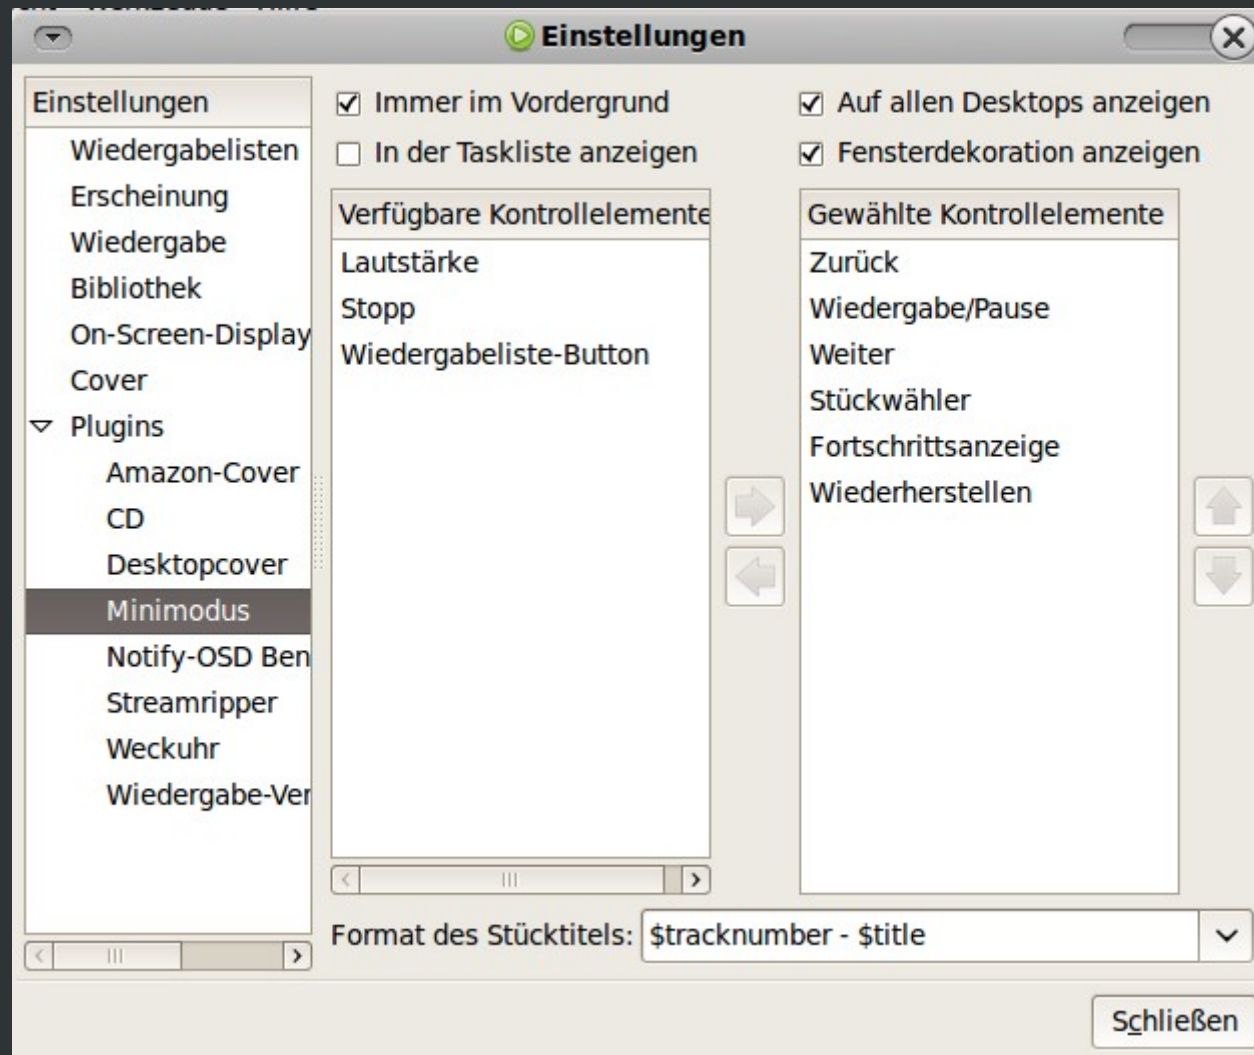 Einstellungen
Einstellungen
Wiedergabelisten
Erscheinung
Wiedergabe
Bibliothek
On-Screen-Display
Cover
Plugins
Amazon-Cover
CD
Desktopcover
Minimodus
Notify-OSD Ben
Streamripper
Weckuhr
Wiedergabe-Ver
Immer im Vordergrund
Auf allen Desktops anzeigen
In der Taskliste anzeigen
Fensterdekoration anzeigen
Verfügbare Kontrollelemente
Lautstärke
Stopp
Wiedergabeliste-Button
Gewählte Kontrollelemente
Zurück
Wiedergabe/Pause
Weiter
Stückwähler
Fortschrittsanzeige
Wiederherstellen
Format des Stücktitels: $tracknumber - $title
Schließen